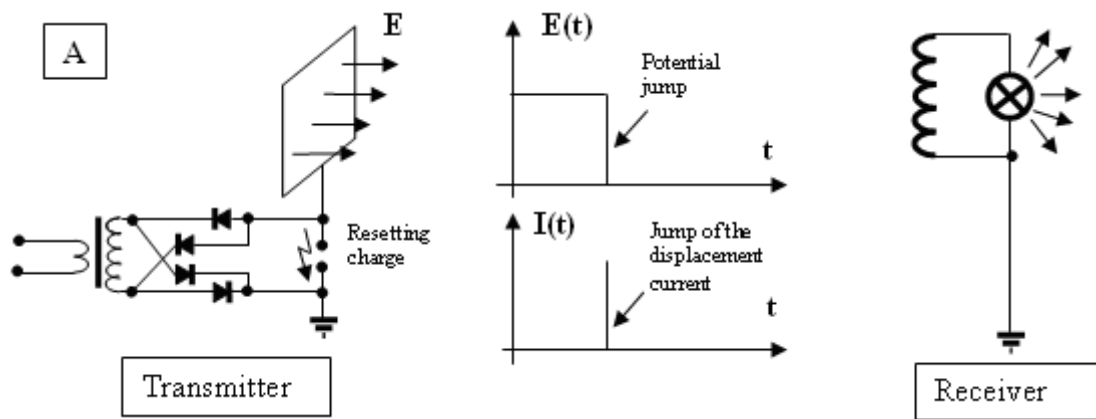 A
E
Resetting
charge
Transmitter
E(t)
Potential
jump
t
I(t)
Jump of the
displacement
current
t
Receiver